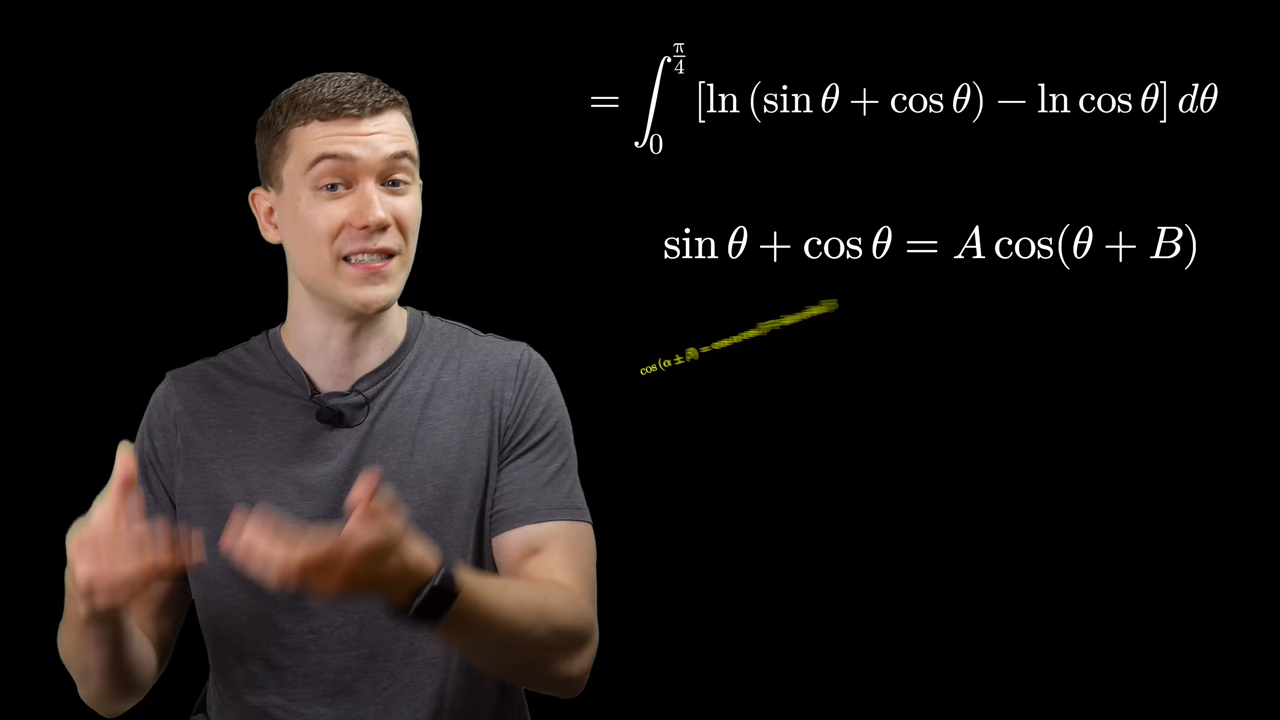 = ∫₀^{π/4} [ln (sin θ + cos θ) − ln cos θ] dθ
sin θ + cos θ = A cos(θ + B)
cos (α ±